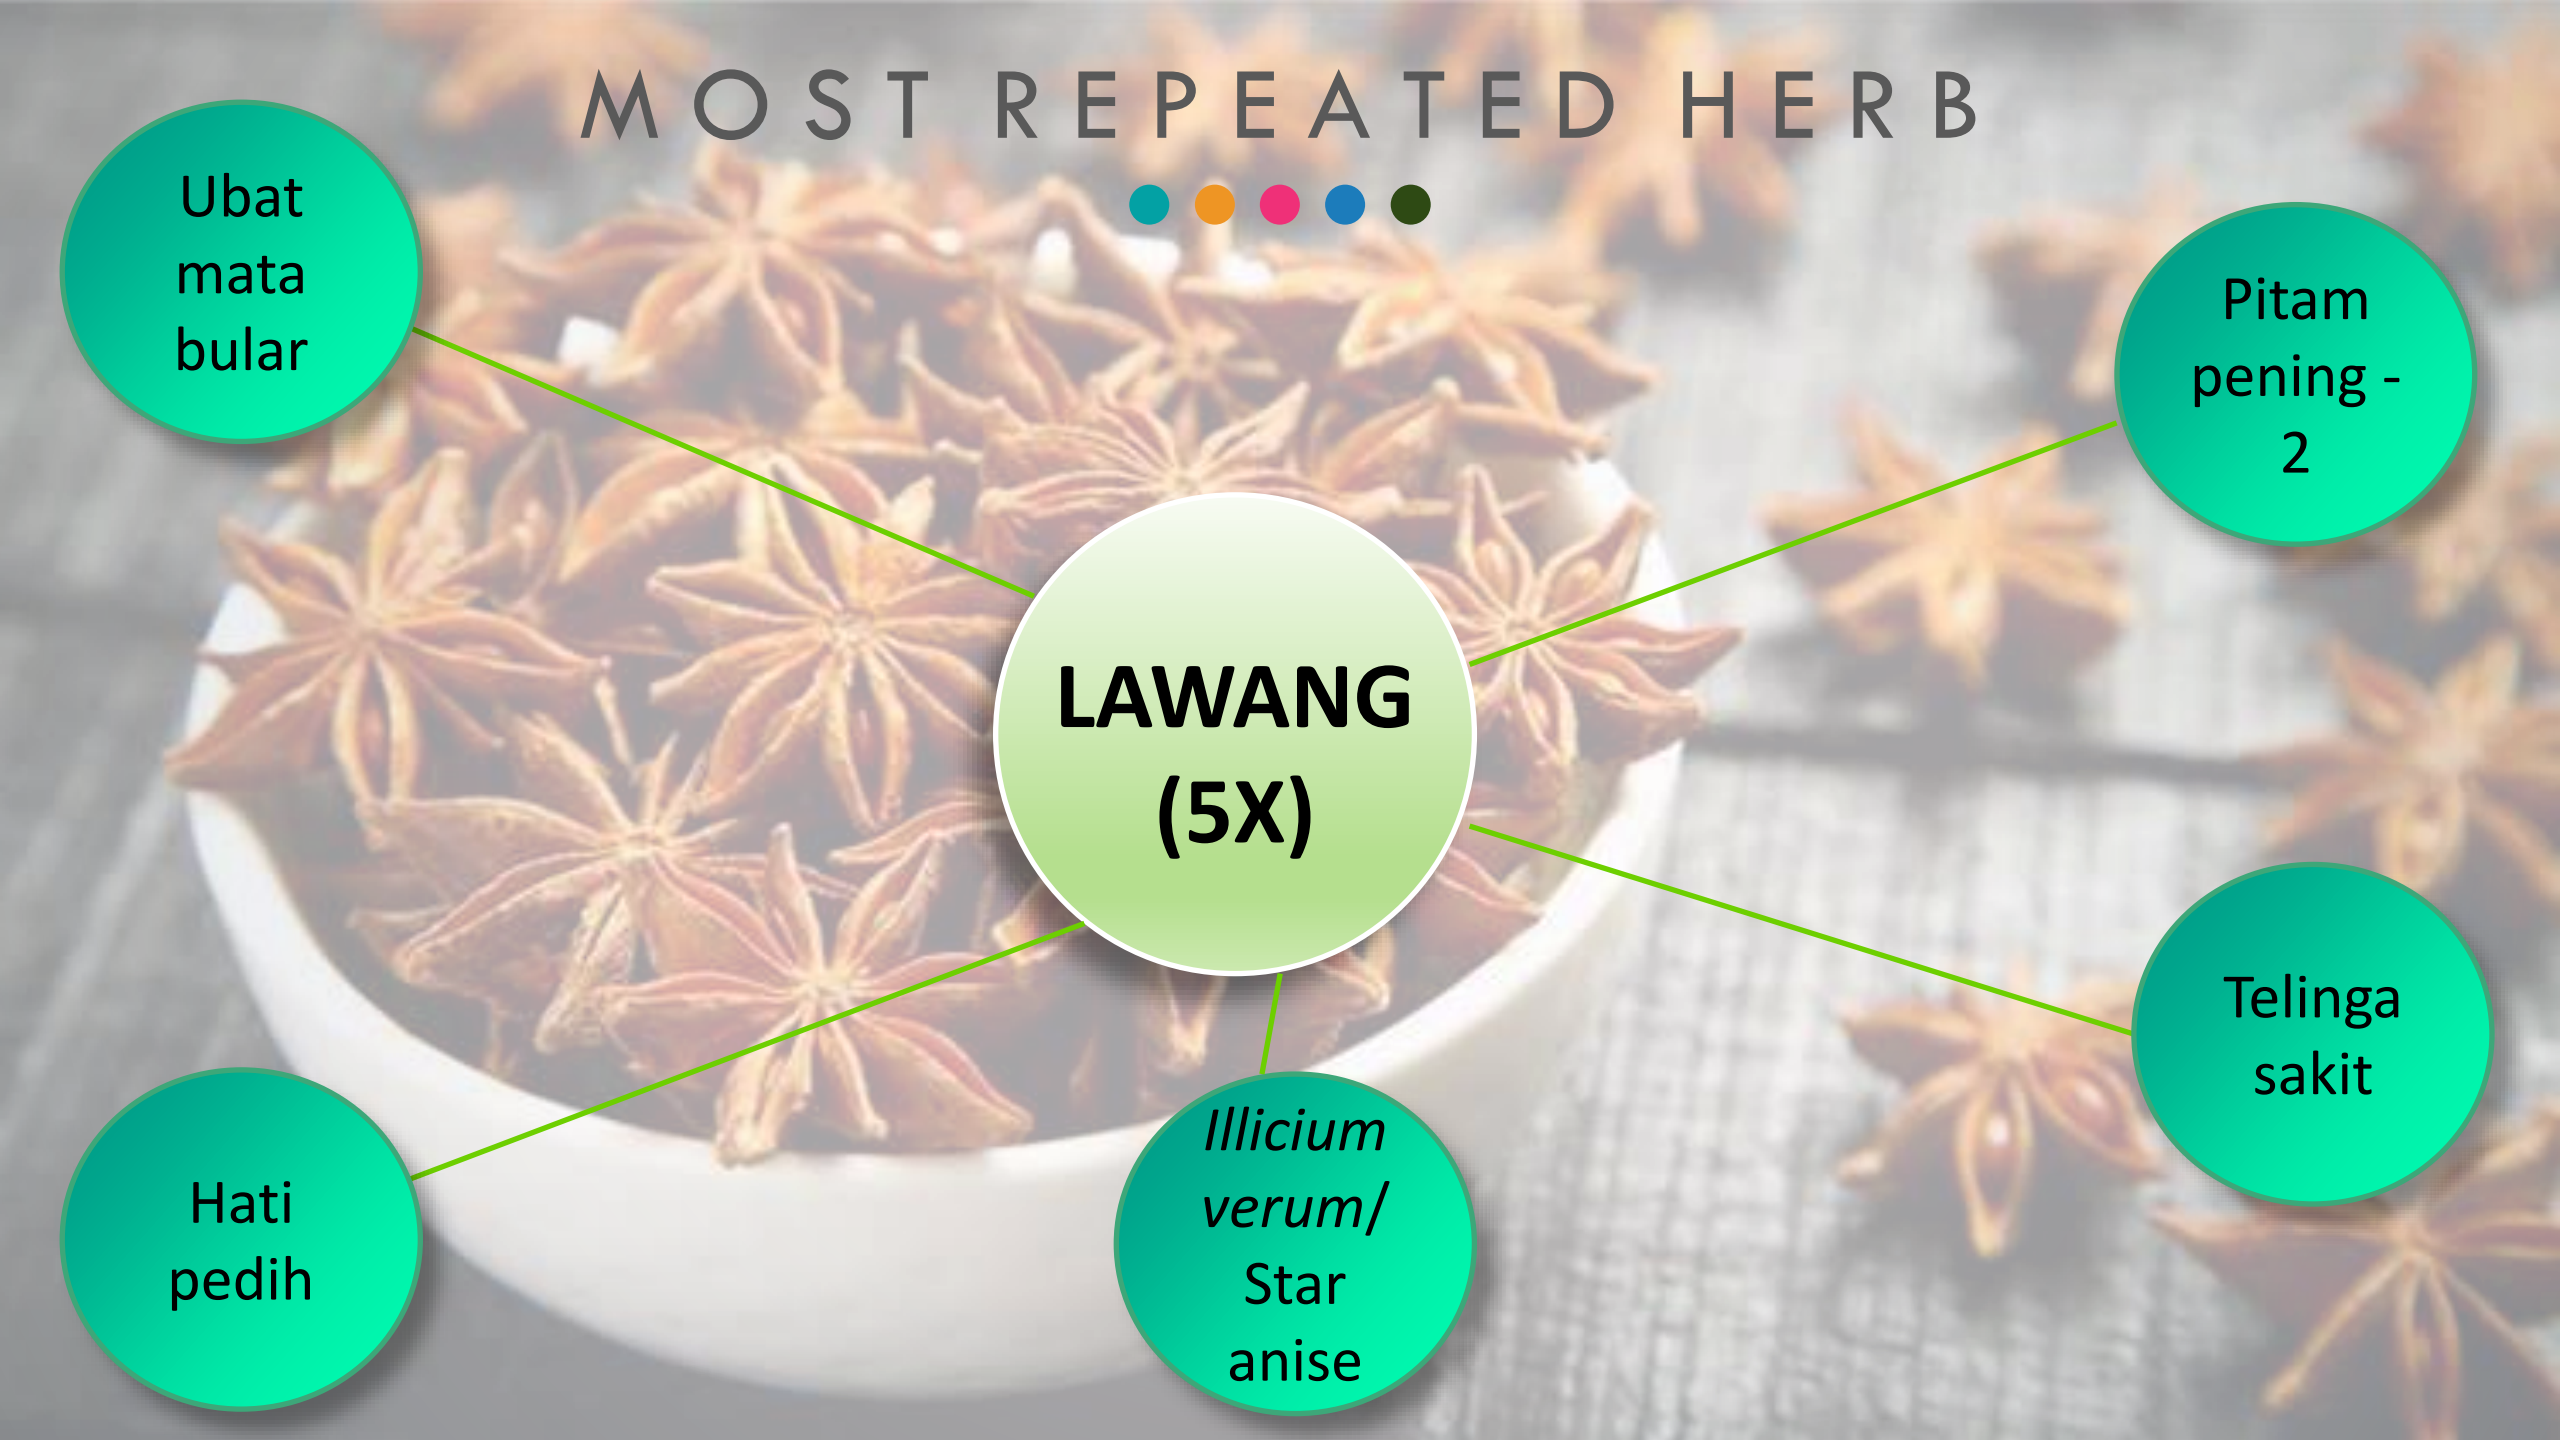 MOST REPEATED HERB
Ubat
mata
bular
Pitam
pening -
2
LAWANG
(5X)
Telinga
sakit
Hati
pedih
Illicium
verum/
Star
anise